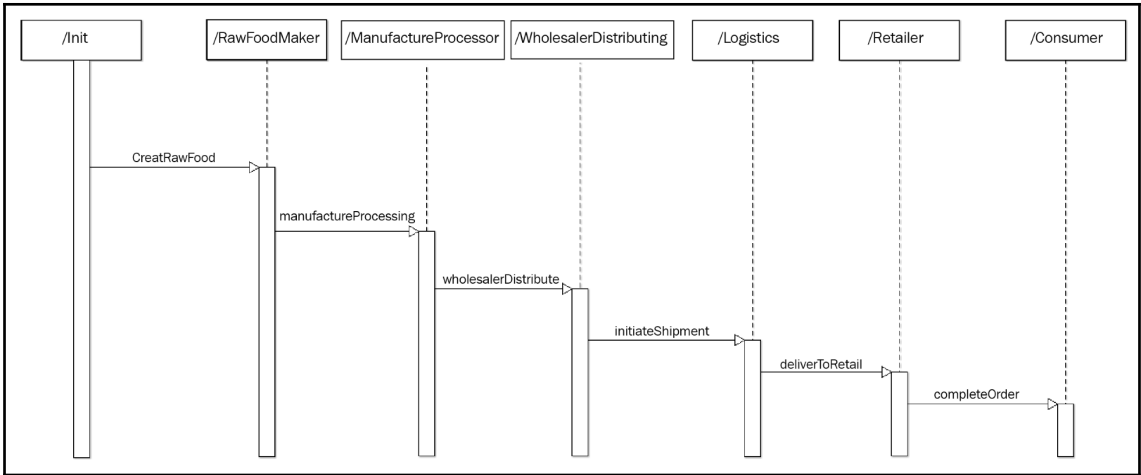 /Init
/RawFoodMaker
/ManufactureProcessor
/WholesalerDistributing
/Logistics
/Retailer
/Consumer
CreatRawFood
manufactureProcessing
wholesalerDistribute
initiateShipment
deliverToRetail
completeOrder